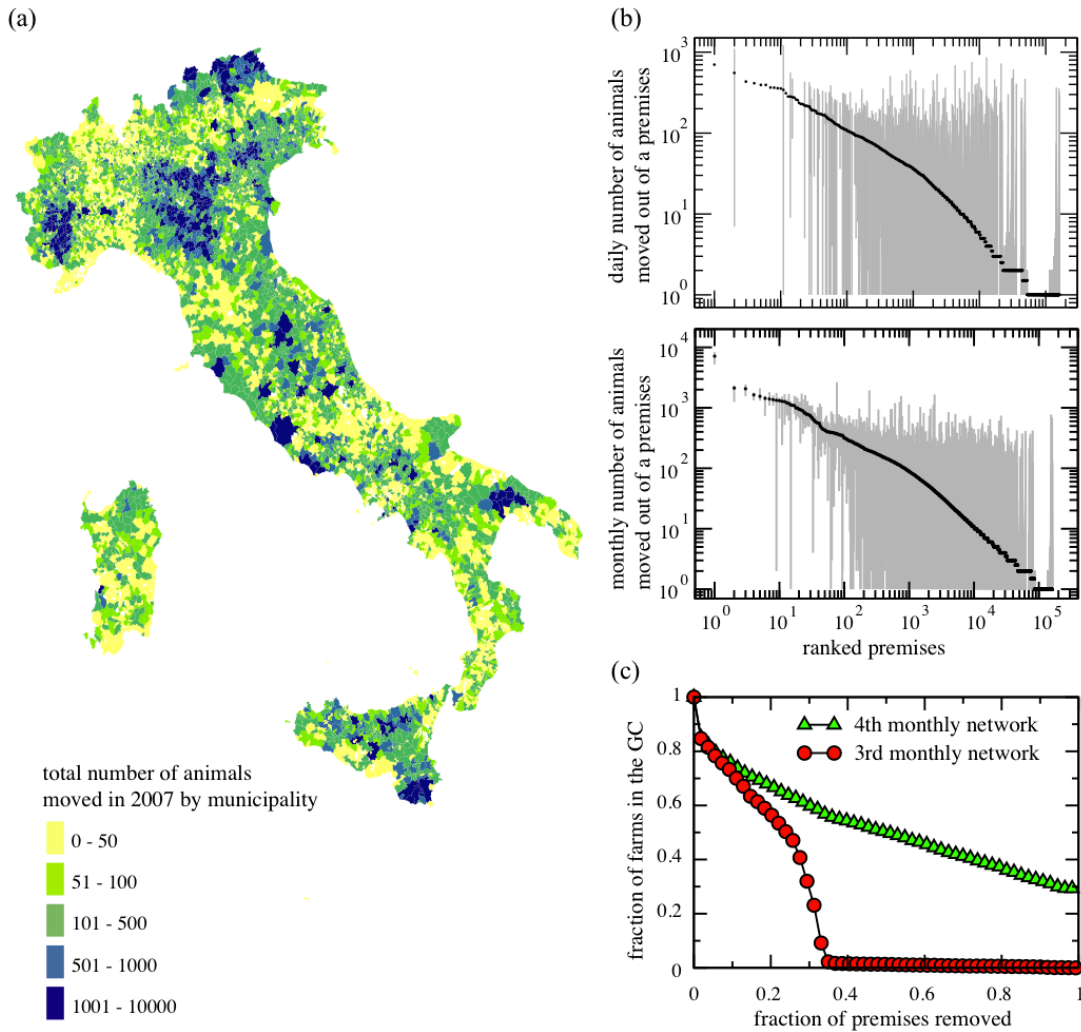 (a)
total number of animals
moved in 2007 by municipality
0 - 50
51 - 100
101 - 500
501 - 1000
1001 - 10000
(b)
daily number of animals
moved out of a premises
10^3
10^2
10^1
10^0
monthly number of animals
moved out of a premises
10^4
10^3
10^2
10^1
10^0
10^0 10^1 10^2 10^3 10^4 10^5
ranked premises
(c)
fraction of farms in the GC
1
0.8
0.6
0.4
0.2
0
4th monthly network
3rd monthly network
0 0.2 0.4 0.6 0.8 1
fraction of premises removed